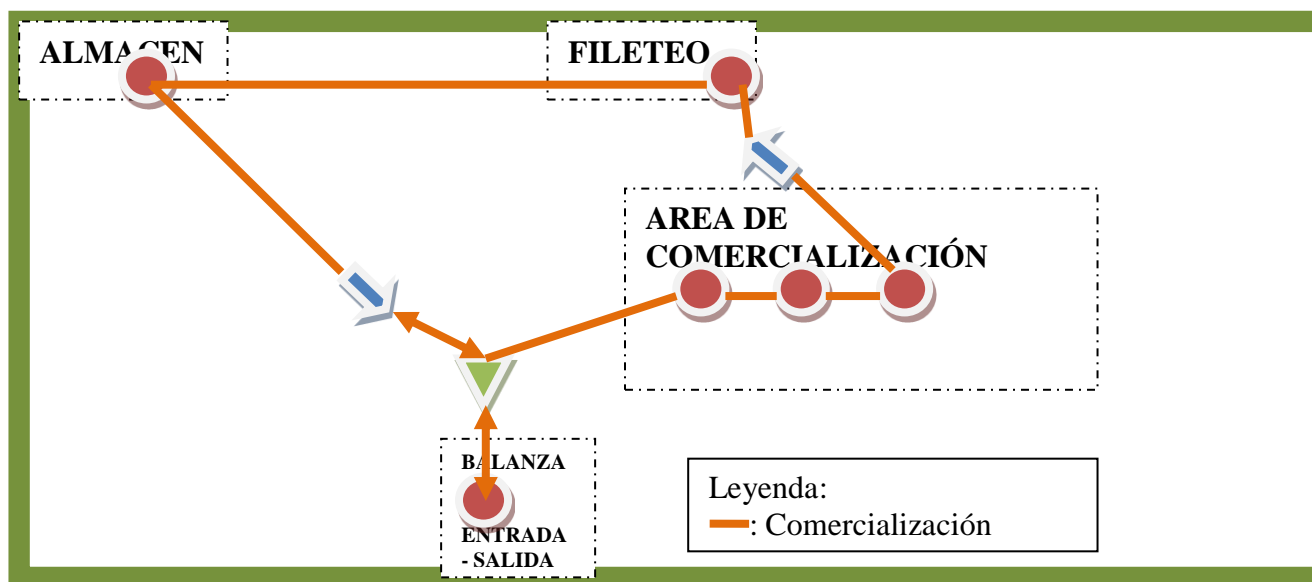 ALMACEN
FILETEO
AREA DE
COMERCIALIZACIÓN
BALANZA
ENTRADA
- SALIDA
Leyenda:
: Comercialización